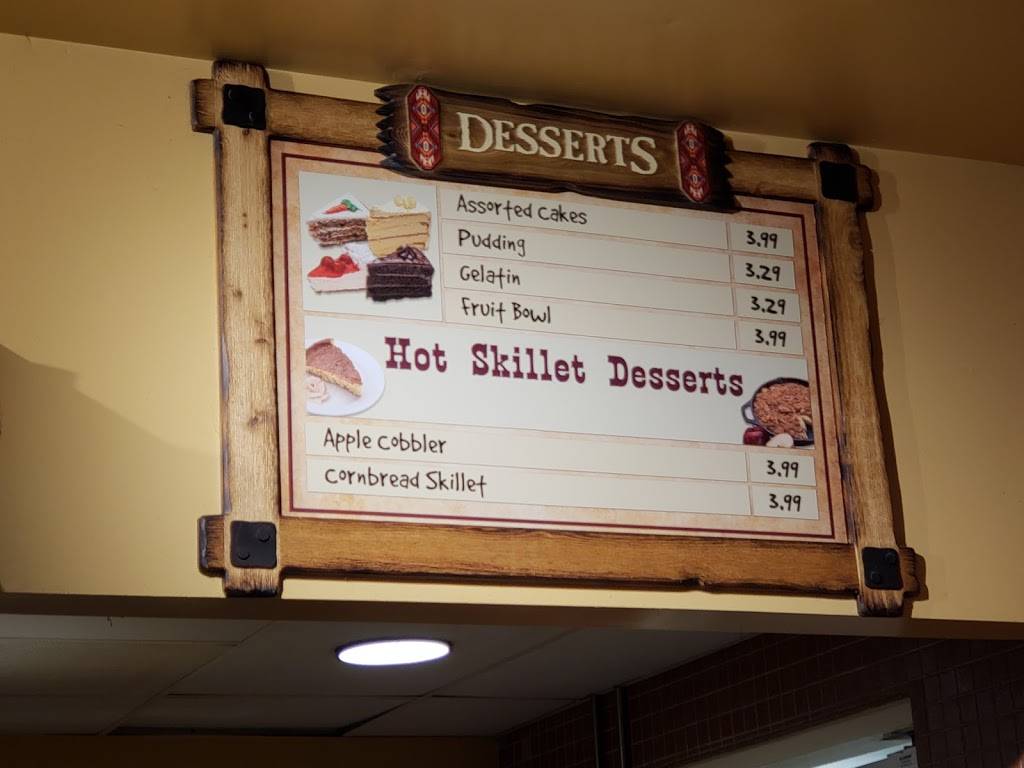 DESSERTS
Assorted Cakes 3.99
Pudding 3.29
Gelatin 3.29
Fruit Bowl 3.99
Hot Skillet Desserts
Apple Cobbler 3.99
Cornbread Skillet 3.99